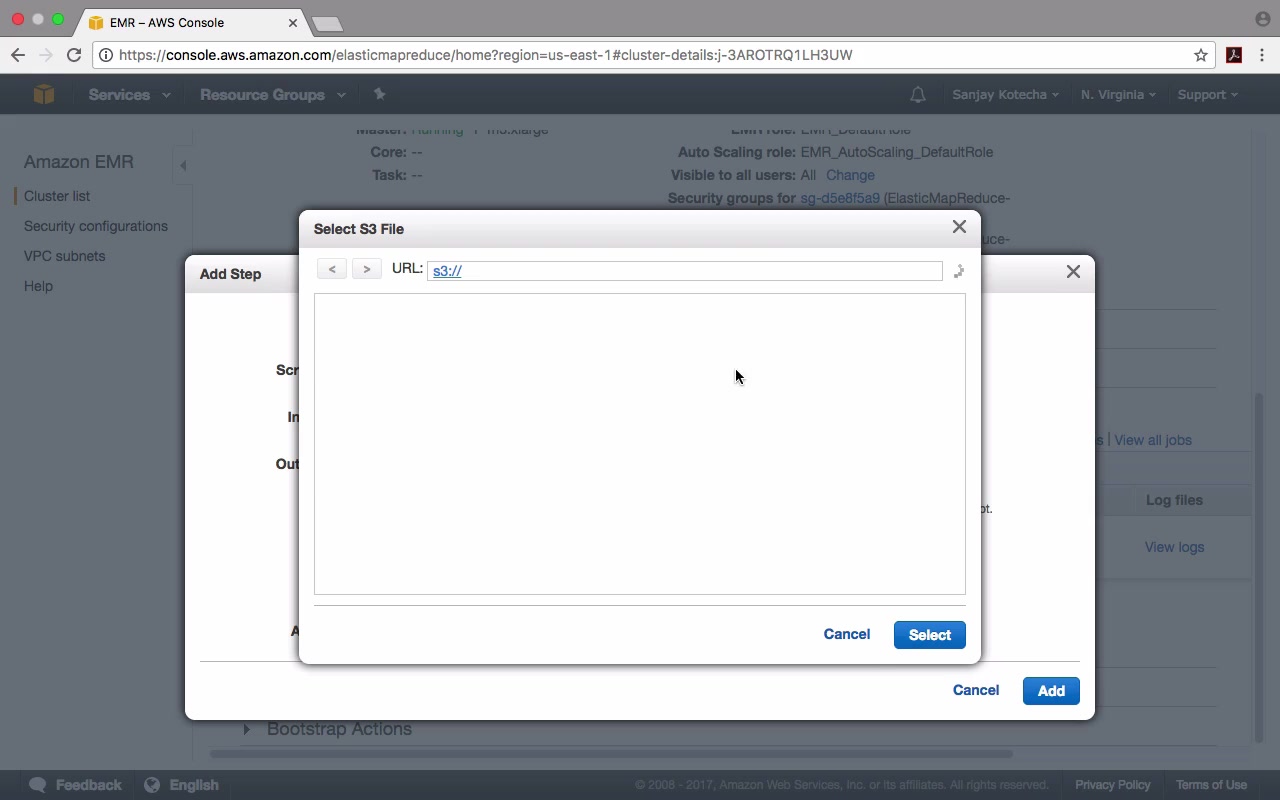 EMR – AWS Console
https://console.aws.amazon.com/elasticmapreduce/home?region=us-east-1#cluster-details:j-3AROTRQ1LH3UW
Services
Resource Groups
Sanjay Kotecha
N. Virginia
Support
Amazon EMR
Cluster list
Security configurations
VPC subnets
Help
Master: Running 1 m3.xlarge
Core: --
Task: --
EMR role: EMR_DefaultRole
Auto Scaling role: EMR_AutoScaling_DefaultRole
Visible to all users: All Change
Security groups for sg-d5e8f5a9 (ElasticMapReduce-
uce-
View all jobs
Log files
View logs
Bootstrap Actions
Add Step
Scr
In
Out
pt.
A
Cancel
Add
Select S3 File
< > URL: s3://
Cancel
Select
Feedback
English
© 2008 - 2017, Amazon Web Services, Inc. or its affiliates. All rights reserved.
Privacy Policy
Terms of Use